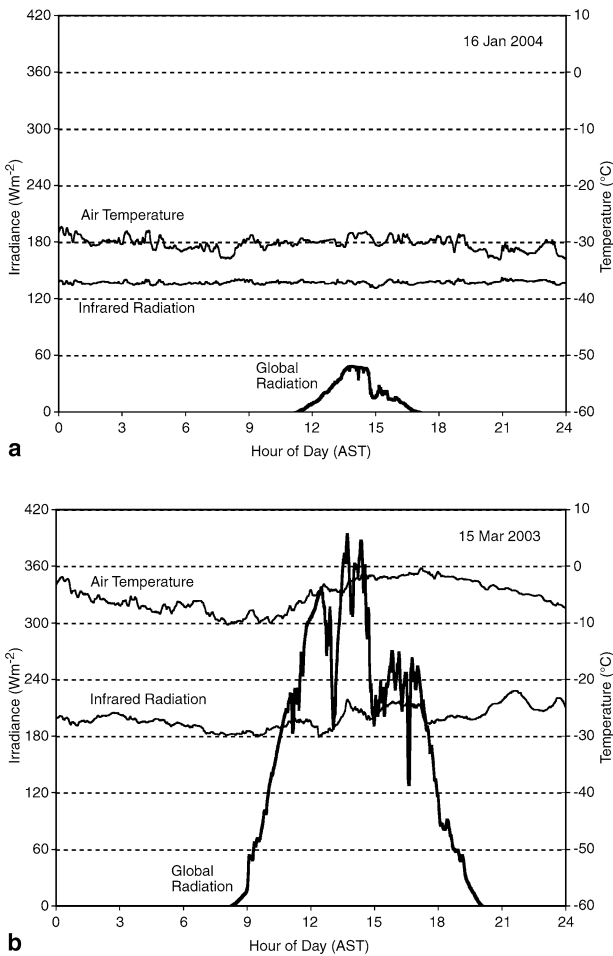 420
360
300
240
180
120
60
0
10
0
-10
-20
-30
-40
-50
-60
16 Jan 2004
Irradiance (Wm-2)
Temperature (°C)
Air Temperature
Infrared Radiation
Global
Radiation
0 3 6 9 12 15 18 21 24
Hour of Day (AST)
a
420
360
300
240
180
120
60
0
10
0
-10
-20
-30
-40
-50
-60
15 Mar 2003
Irradiance (Wm-2)
Temperature (°C)
Air Temperature
Infrared Radiation
Global
Radiation
0 3 6 9 12 15 18 21 24
Hour of Day (AST)
b